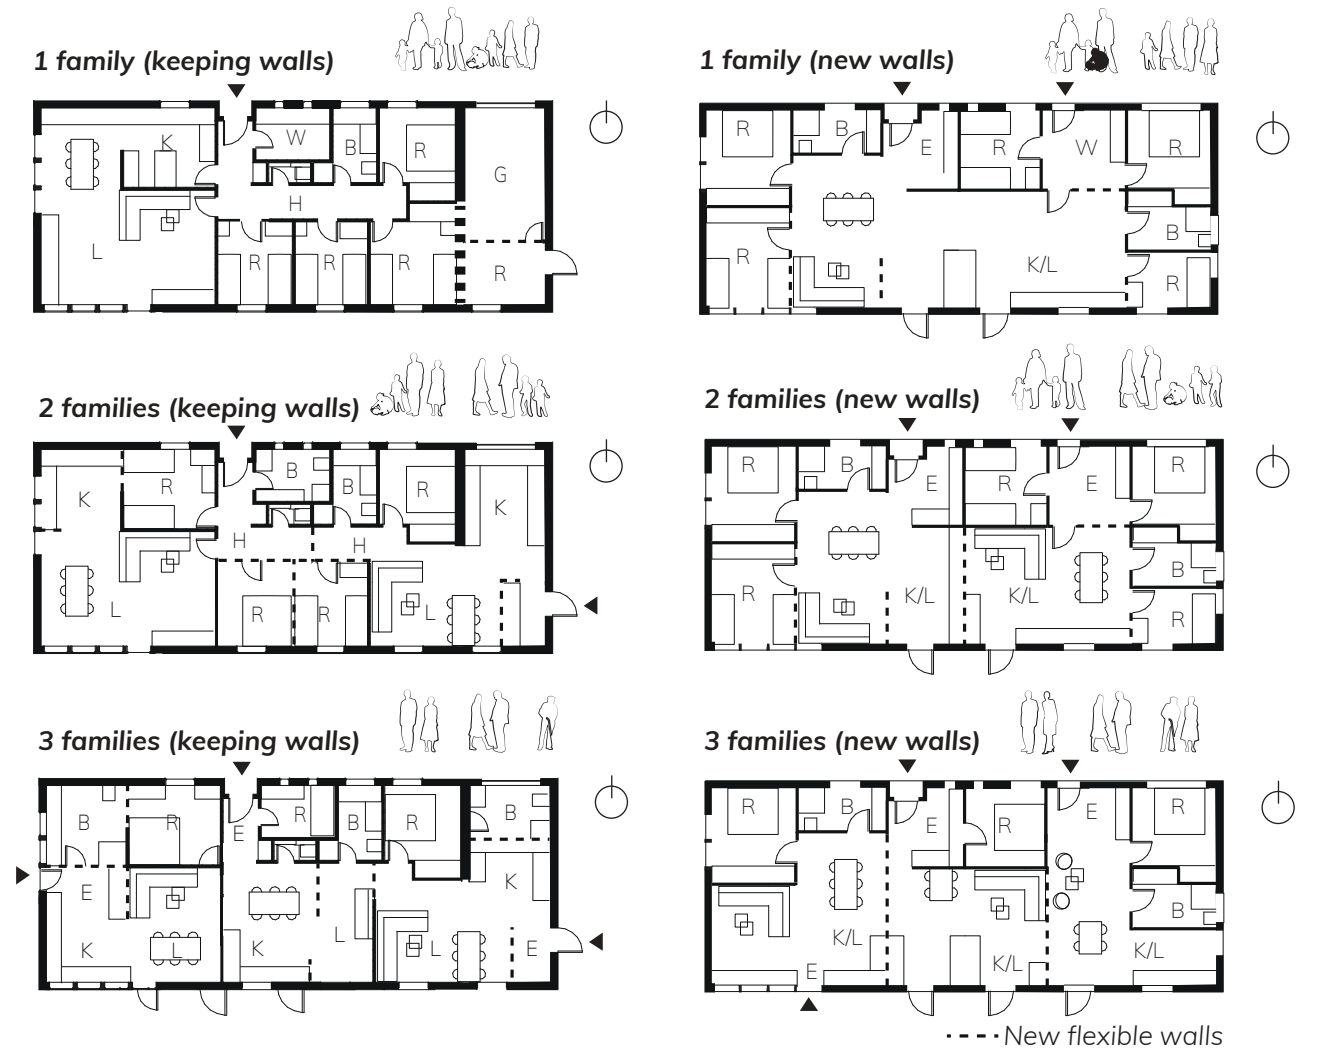 1 family (keeping walls)
K
W
B
R
G
H
L
R
R
R
R
1 family (new walls)
R
B
E
R
W
R
B
R
K/L
R
2 families (keeping walls)
K
R
B
B
R
K
H
H
L
R
R
L
2 families (new walls)
R
B
E
R
E
R
B
R
K/L
K/L
R
3 families (keeping walls)
B
R
E
R
B
R
B
K
E
K
L
K
L
L
E
3 families (new walls)
R
B
E
R
E
R
B
K/L
E
K/L
K/L
New flexible walls